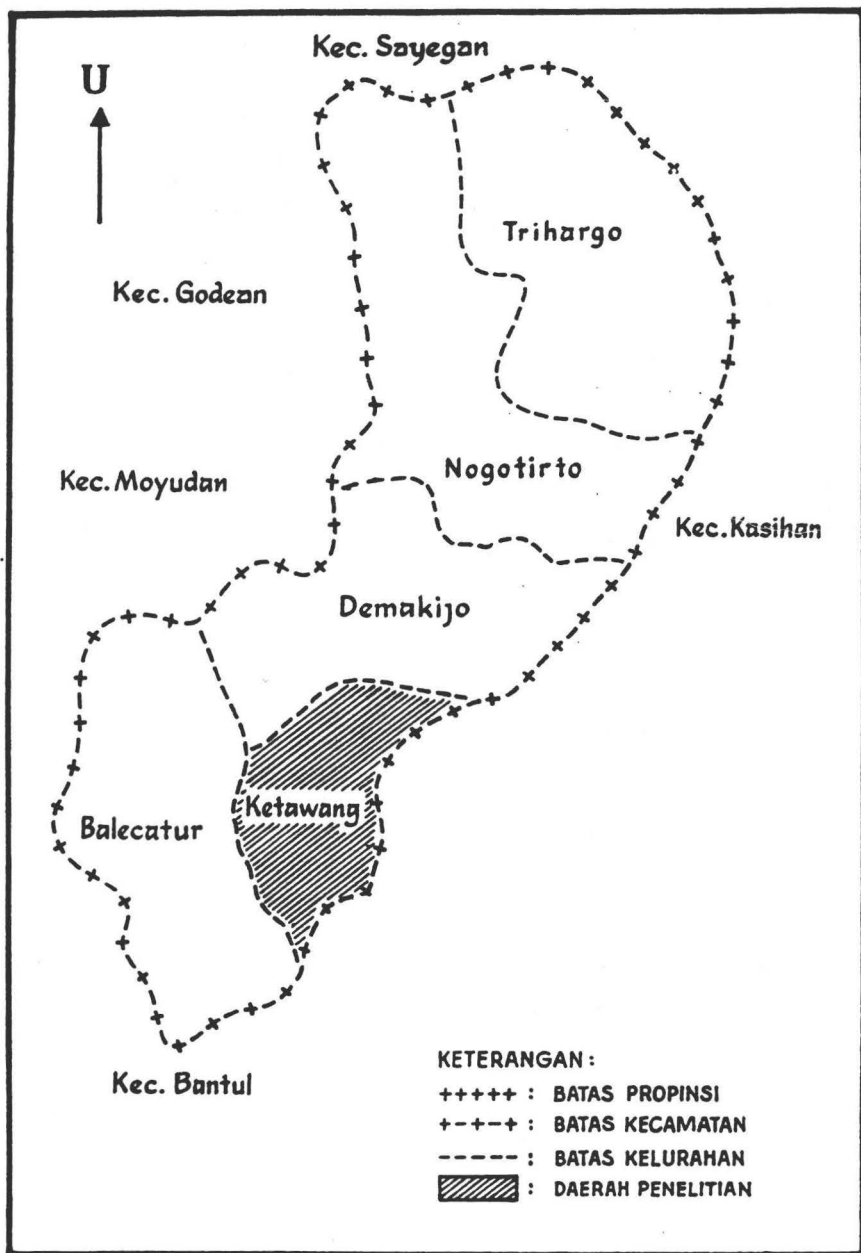 Kec. Sayegan
U
Trihargo
Kec. Godean
Nogotirto
Kec. Moyudan
Kec. Kasihan
Demakijo
Ketawang
Balecatur
Kec. Bantul
KETERANGAN :
+++++ : BATAS PROPINSI
+-+-+ : BATAS KECAMATAN
------ : BATAS KELURAHAN
: DAERAH PENELITIAN